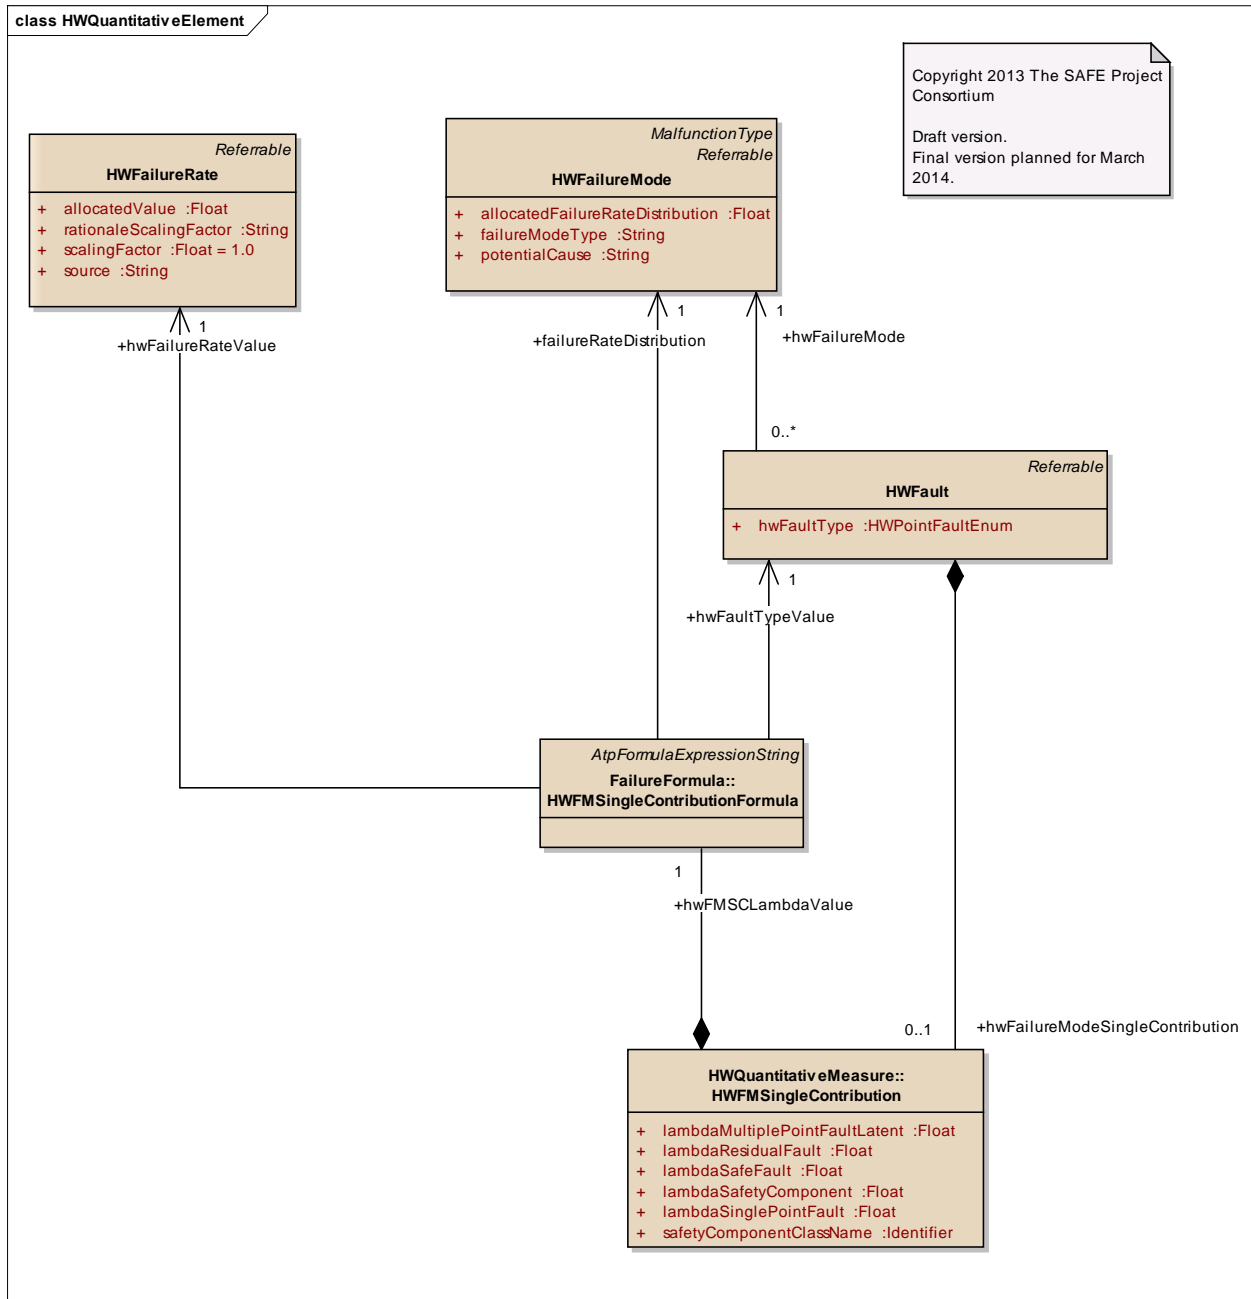 class HWQuantitativeElement
Copyright 2013 The SAFE Project
Consortium
Draft version.
Final version planned for March
2014.
Referrable
HWFailureRate
+ allocatedValue :Float
+ rationaleScalingFactor :String
+ scalingFactor :Float = 1.0
+ source :String
MalfunctionType
Referrable
HWFailureMode
+ allocatedFailureRateDistribution :Float
+ failureModeType :String
+ potentialCause :String
1
+hwFailureRateValue
1
+failureRateDistribution
1
+hwFailureMode
0..*
Referrable
HWFault
+ hwFaultType :HWPointFaultEnum
1
+hwFaultTypeValue
AtpFormulaExpressionString
FailureFormula::
HWFMSingleContributionFormula
1
+hwFMSCLambdaValue
0..1
+hwFailureModeSingleContribution
HWQuantitativeMeasure::
HWFMSingleContribution
+ lambdaMultiplePointFaultLatent :Float
+ lambdaResidualFault :Float
+ lambdaSafeFault :Float
+ lambdaSafetyComponent :Float
+ lambdaSinglePointFault :Float
+ safetyComponentClassName :Identifier